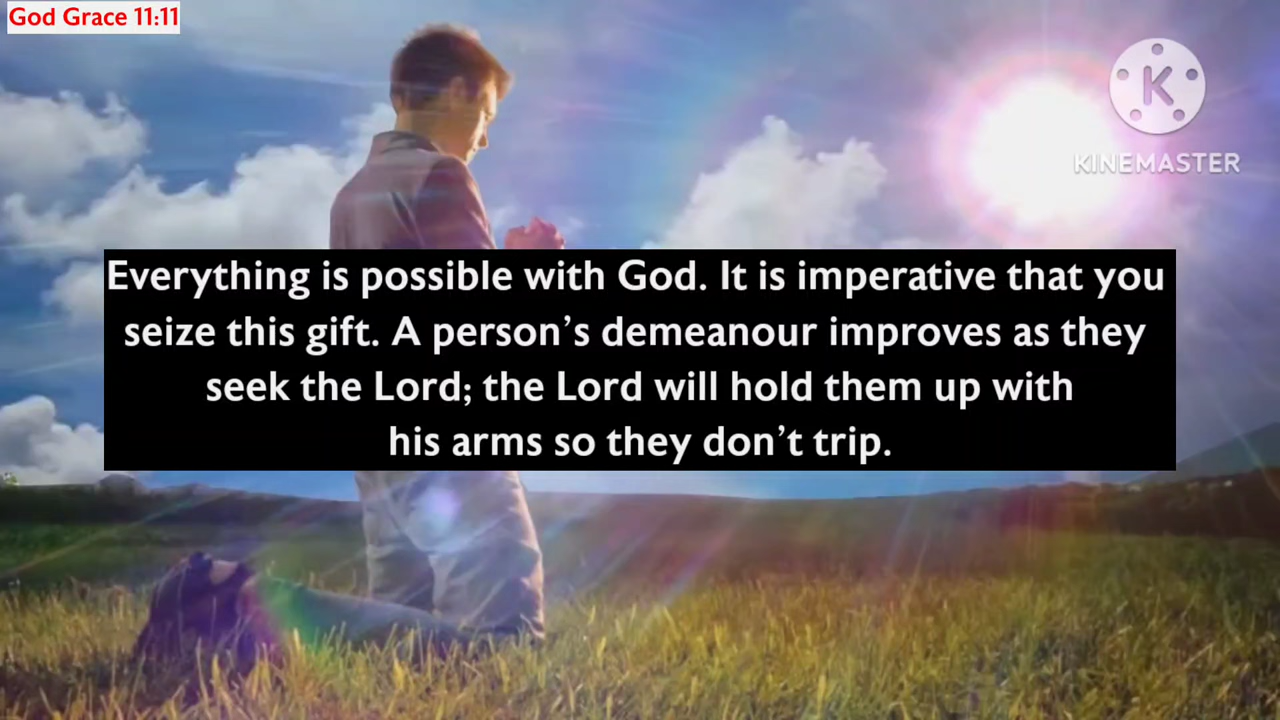 God Grace 11:11
K
KINEMASTER
Everything is possible with God. It is imperative that you
seize this gift. A person’s demeanour improves as they
seek the Lord; the Lord will hold them up with
his arms so they don’t trip.